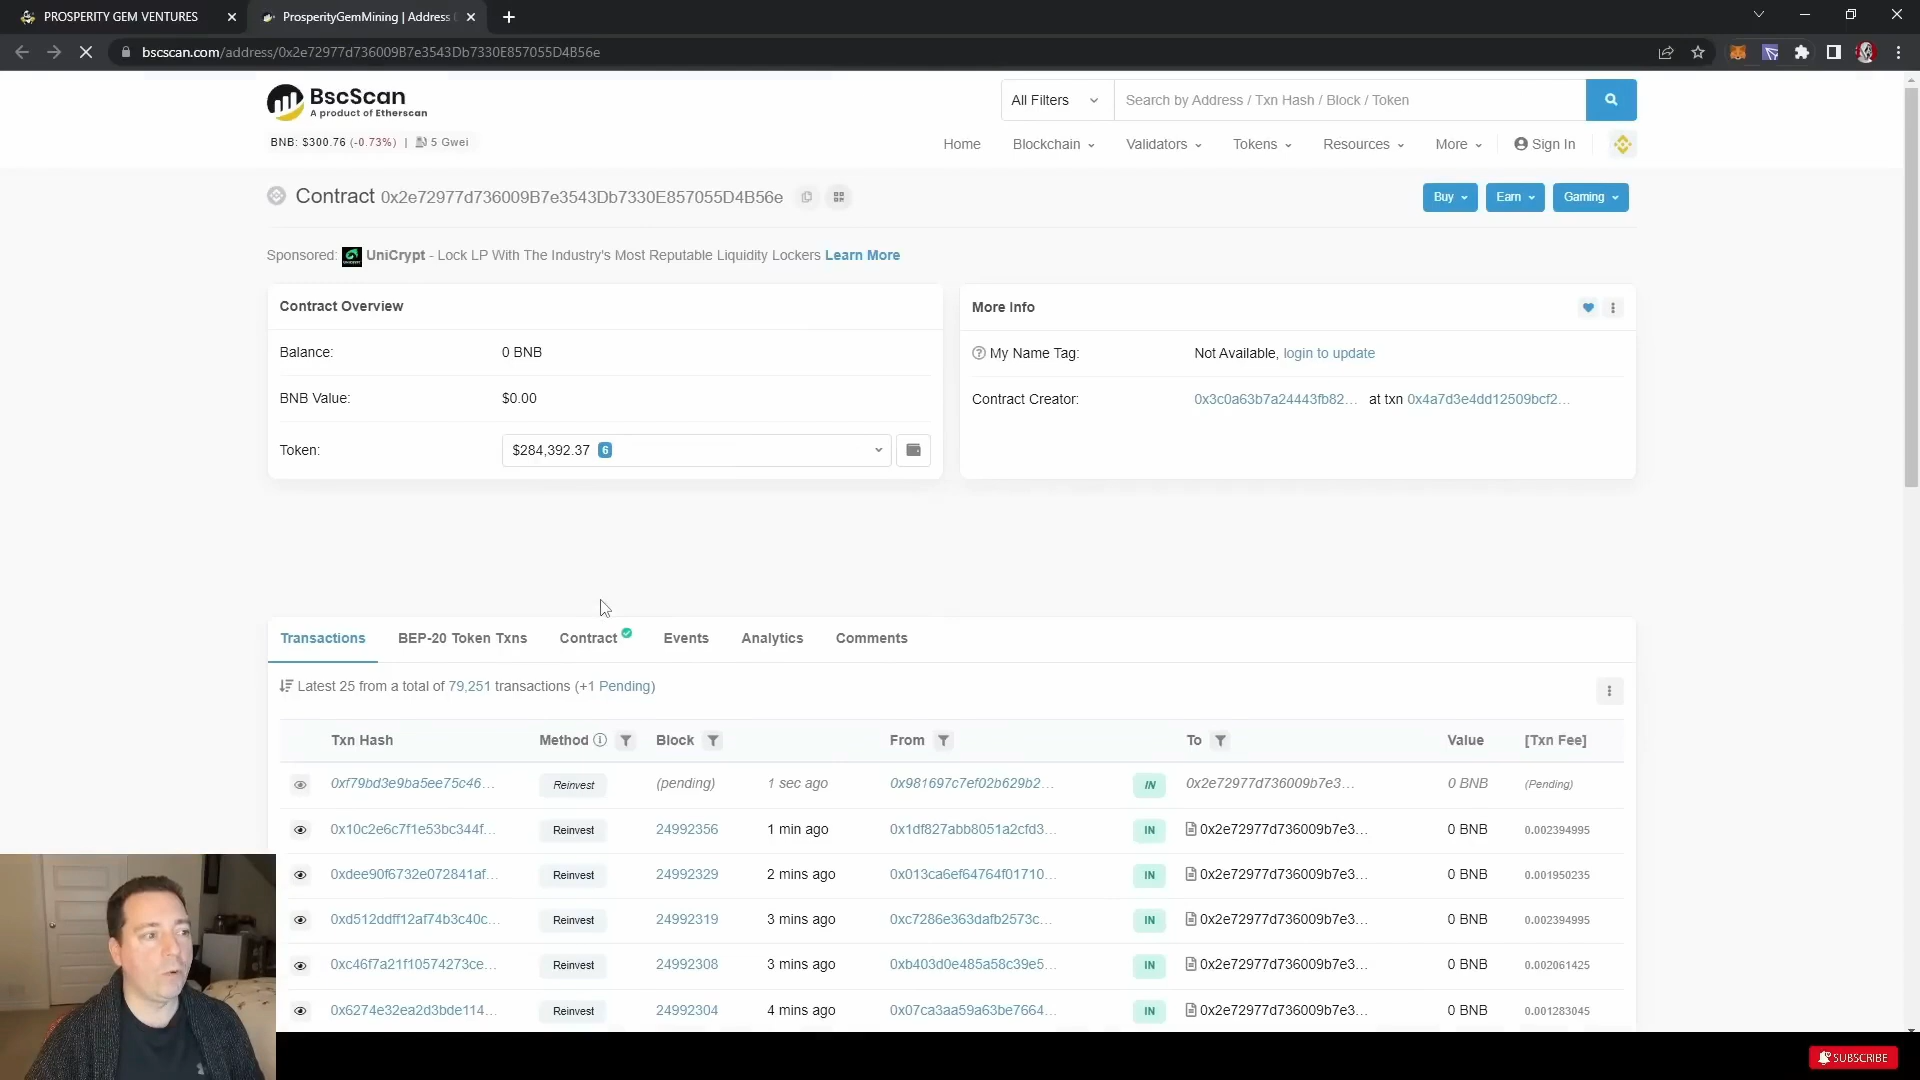 PROSPERITY GEM VENTURES
ProsperityGemMining | Address
bscscan.com/address/0x2e72977d736009B7e3543Db7330E857055D4B56e
BscScan
A product of Etherscan
All Filters
Search by Address / Txn Hash / Block / Token
BNB: $300.76 (-0.73%) | 5 Gwei
Home Blockchain Validators Tokens Resources More Sign In
Contract 0x2e72977d736009B7e3543Db7330E857055D4B56e
Buy Earn Gaming
Sponsored: UniCrypt - Lock LP With The Industry's Most Reputable Liquidity Lockers Learn More
Contract Overview
Balance: 0 BNB
BNB Value: $0.00
Token: $284,392.37 6
More Info
My Name Tag: Not Available, login to update
Contract Creator: 0x3c0a63b7a24443fb82... at txn 0x4a7d3e4dd12509bcf2...
Transactions BEP-20 Token Txns Contract Events Analytics Comments
Latest 25 from a total of 79,251 transactions (+1 Pending)
Txn Hash Method Block From To Value [Txn Fee]
0xf79bd3e9ba5ee75c46... Reinvest (pending) 1 sec ago 0x981697c7ef02b629b2... IN 0x2e72977d736009b7e3... 0 BNB (Pending)
0x10c2e6c7f1e53bc344f... Reinvest 24992356 1 min ago 0x1df827abb8051a2cfd3... IN 0x2e72977d736009b7e3... 0 BNB 0.002394995
0xdee90f6732e072841af... Reinvest 24992329 2 mins ago 0x013ca6ef64764f01710... IN 0x2e72977d736009b7e3... 0 BNB 0.001950235
0xd512ddff12af74b3c40c... Reinvest 24992319 3 mins ago 0xc7286e363dafb2573c... IN 0x2e72977d736009b7e3... 0 BNB 0.002394995
0xc46f7a21f10574273ce... Reinvest 24992308 3 mins ago 0xb403d0e485a58c39e5... IN 0x2e72977d736009b7e3... 0 BNB 0.002061425
0x6274e32ea2d3bde114... Reinvest 24992304 4 mins ago 0x07ca3aa59a63be7664... IN 0x2e72977d736009b7e3... 0 BNB 0.001283045
SUBSCRIBE